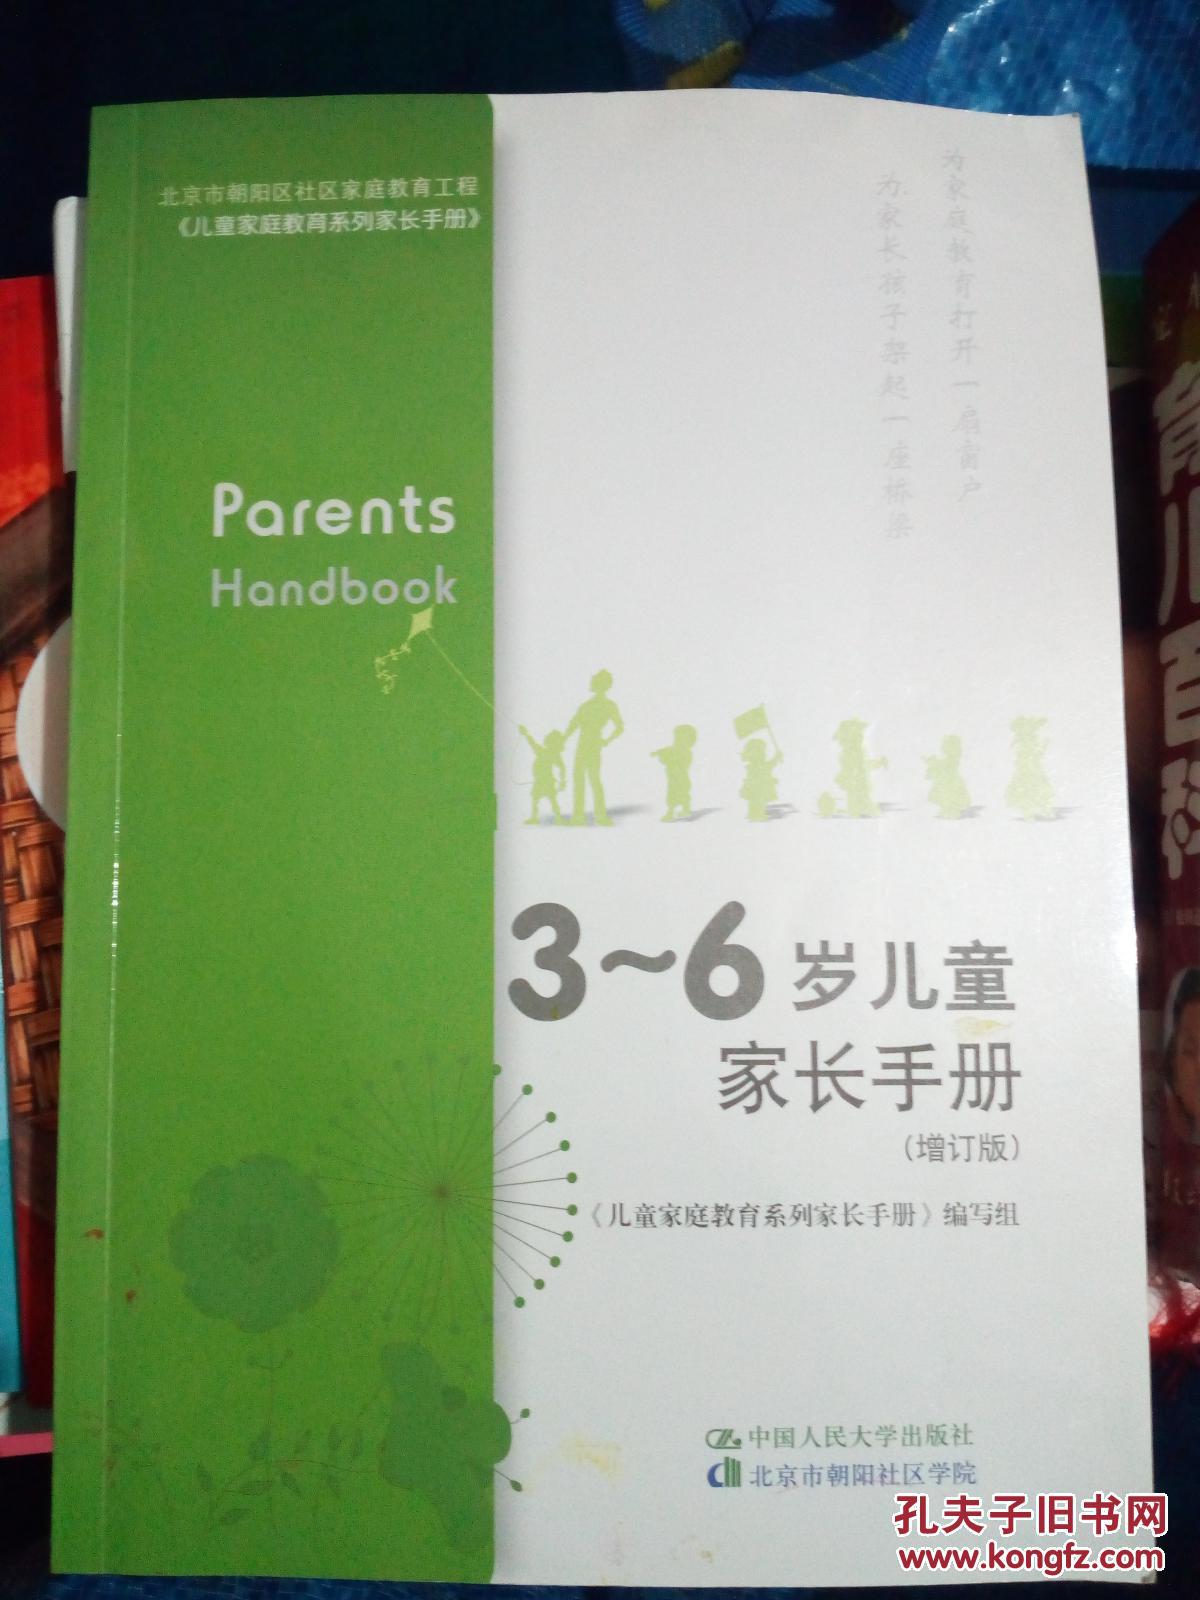 北京市朝阳区社区家庭教育工程
《儿童家庭教育系列家长手册》
为家庭教育打开一扇窗户
为家长孩子架起一座桥梁
Parents
Handbook
3~6岁儿童
家长手册
(增订版)
《儿童家庭教育系列家长手册》编写组
中国人民大学出版社
北京市朝阳社区学院
育儿百科
孔夫子旧书网
www.kongfz.com